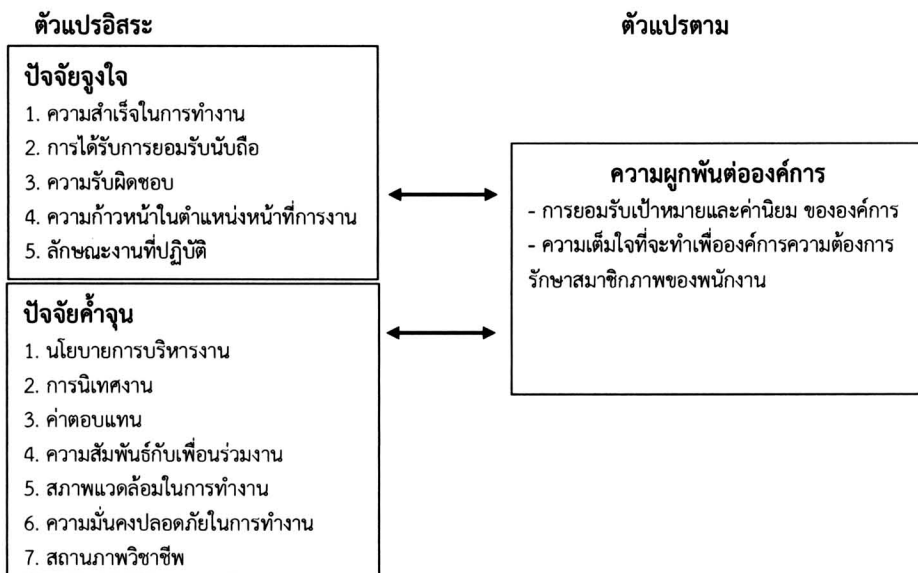 ตัวแปรอิสระ
ปัจจัยจูงใจ
1. ความสำเร็จในการทำงาน
2. การได้รับการยอมรับนับถือ
3. ความรับผิดชอบ
4. ความก้าวหน้าในตำแหน่งหน้าที่การงาน
5. ลักษณะงานที่ปฏิบัติ
ปัจจัยค้ำจุน
1. นโยบายการบริหารงาน
2. การนิเทศงาน
3. ค่าตอบแทน
4. ความสัมพันธ์กับเพื่อนร่วมงาน
5. สภาพแวดล้อมในการทำงาน
6. ความมั่นคงปลอดภัยในการทำงาน
7. สถานภาพวิชาชีพ
ตัวแปรตาม
ความผูกพันต่อองค์การ
- การยอมรับเป้าหมายและค่านิยม ขององค์การ
- ความเต็มใจที่จะทำเพื่อองค์การความต้องการ
รักษาสมาชิกภาพของพนักงาน